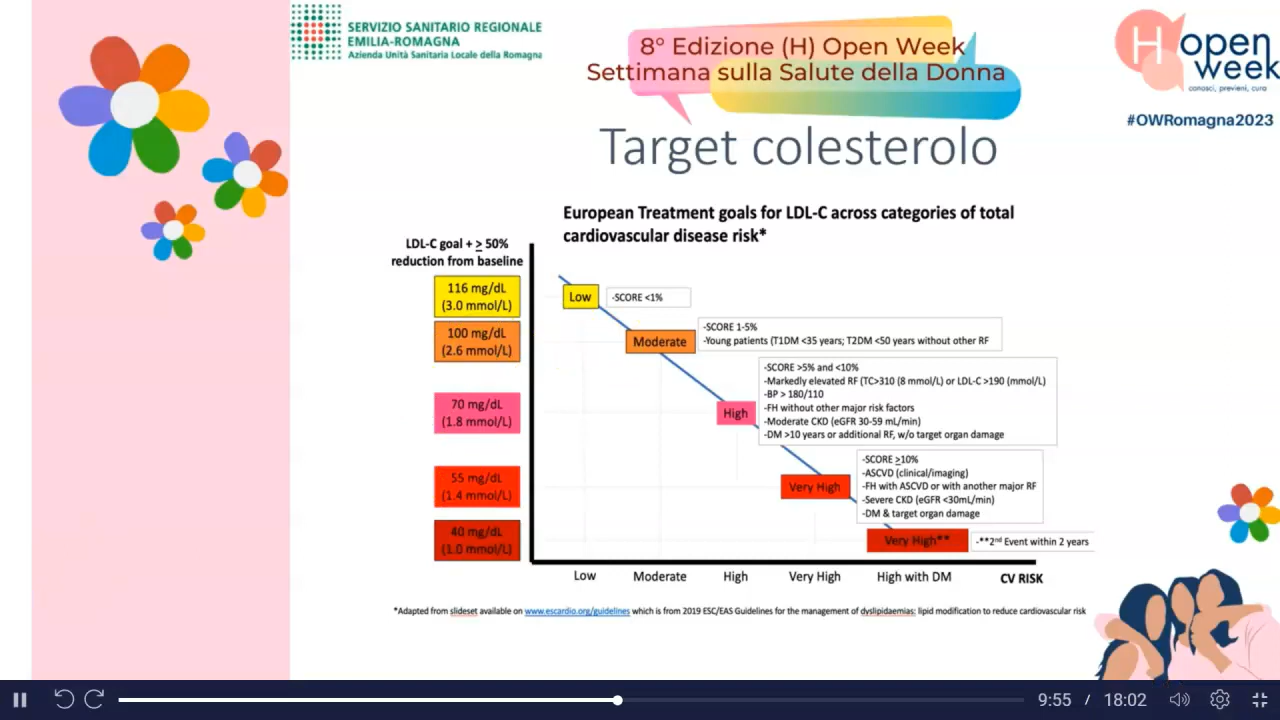 SERVIZIO SANITARIO REGIONALE
EMILIA-ROMAGNA
Azienda Unità Sanitaria Locale della Romagna
8° Edizione (H) Open Week
Settimana sulla Salute della Donna
H open
week
conosci, previeni, cura
#OWRomagna2023
Target colesterolo
European Treatment goals for LDL-C across categories of total
cardiovascular disease risk*
LDL-C goal + ≥ 50%
reduction from baseline
116 mg/dL
(3.0 mmol/L)
Low
-SCORE <1%
100 mg/dL
(2.6 mmol/L)
Moderate
-SCORE 1-5%
-Young patients (T1DM <35 years; T2DM <50 years without other RF
70 mg/dL
(1.8 mmol/L)
High
-SCORE >5% and <10%
-Markedly elevated RF (TC>310 (8 mmol/L) or LDL-C >190 (mmol/L)
-BP > 180/110
-FH without other major risk factors
-Moderate CKD (eGFR 30-59 mL/min)
-DM >10 years or additional RF, w/o target organ damage
55 mg/dL
(1.4 mmol/L)
Very High
-SCORE ≥10%
-ASCVD (clinical/imaging)
-FH with ASCVD or with another major RF
-Severe CKD (eGFR <30mL/min)
-DM & target organ damage
40 mg/dL
(1.0 mmol/L)
Very High**
-**2nd Event within 2 years
Low Moderate High Very High High with DM CV RISK
*Adapted from slideset available on www.escardio.org/guidelines which is from 2019 ESC/EAS Guidelines for the management of dyslipidaemias: lipid modification to reduce cardiovascular risk
9:55 / 18:02